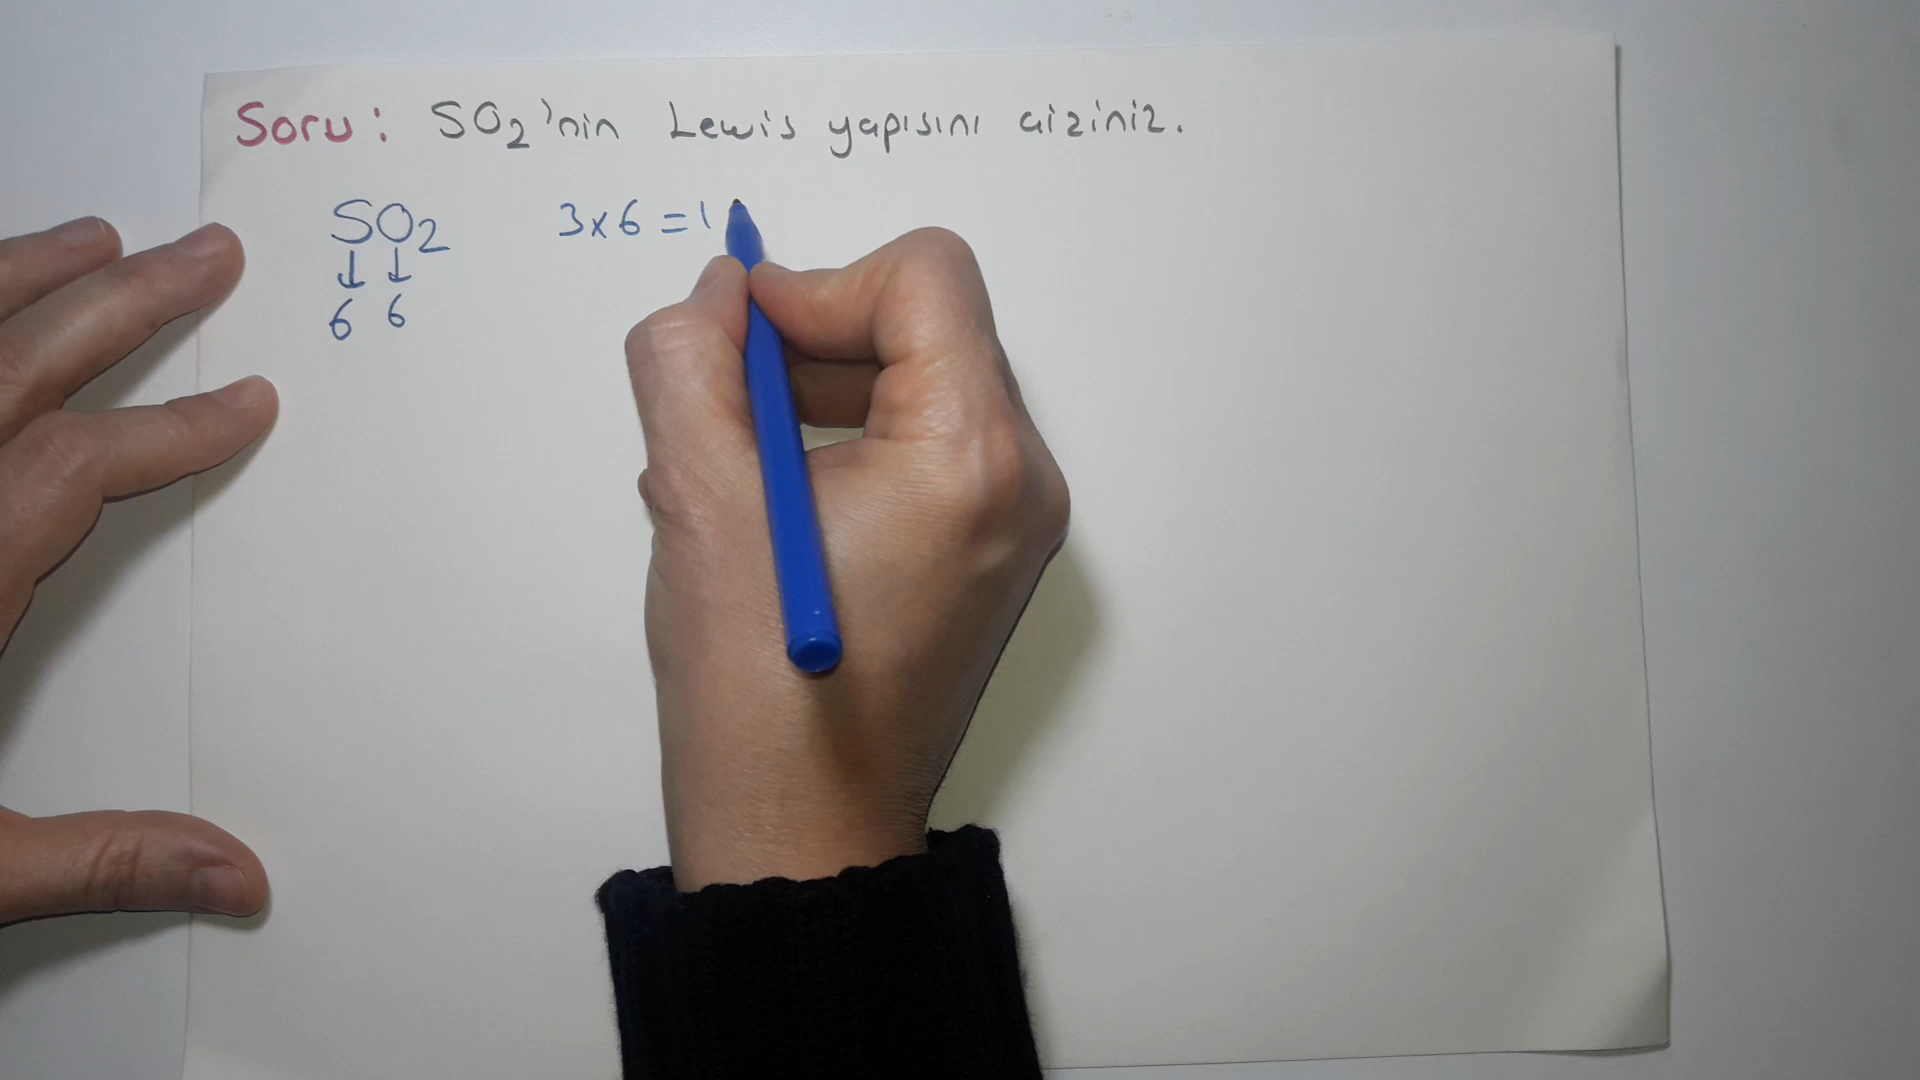 Soru: SO2'nin Lewis yapısını çiziniz.
SO2 3x6 =1
↓ ↓
6 6